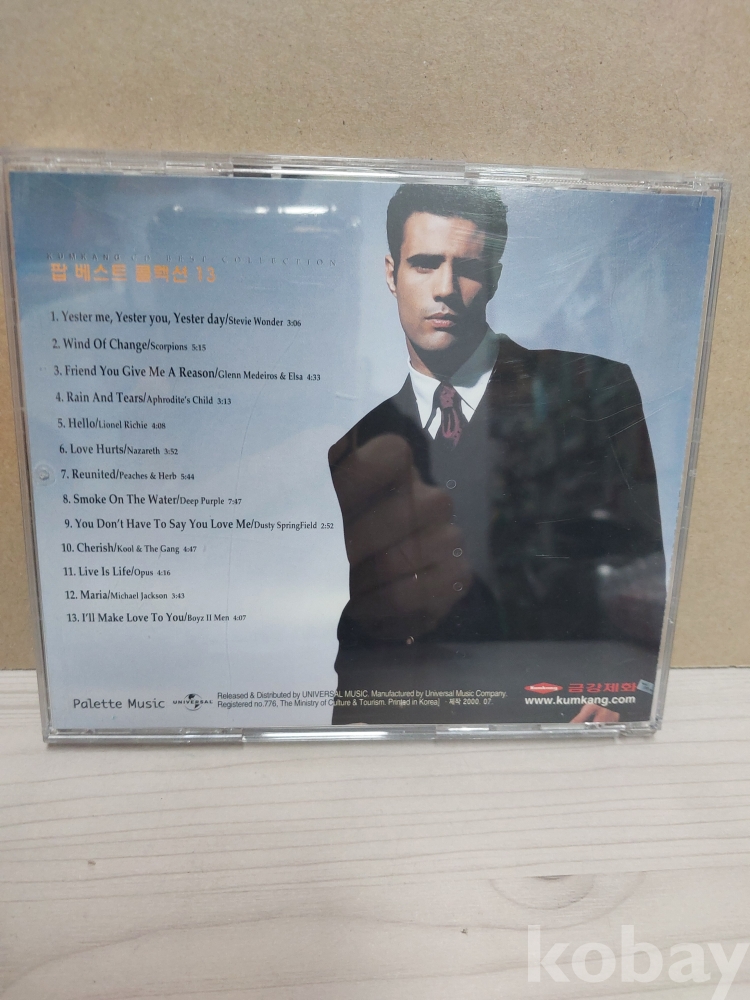 KUMKANG CD BEST COLLECTION
팝 베스트 콜렉션 13
1. Yester me, Yester you, Yester day/Stevie Wonder 3:06
2. Wind Of Change/Scorpions 5:15
3. Friend You Give Me A Reason/Glenn Medeiros & Elsa 4:33
4. Rain And Tears/Aphrodite's Child 3:13
5. Hello/Lionel Richie 4:08
6. Love Hurts/Nazareth 3:52
7. Reunited/Peaches & Herb 5:44
8. Smoke On The Water/Deep Purple 7:47
9. You Don't Have To Say You Love Me/Dusty SpringField 2:52
10. Cherish/Kool & The Gang 4:47
11. Live Is Life/Opus 4:16
12. Maria/Michael Jackson 3:43
13. I'll Make Love To You/Boyz II Men 4:07
Palette Music UNIVERSAL
Released & Distributed by UNIVERSAL MUSIC. Manufactured by Universal Music Company.
Registered no.776, The Ministry of Culture & Tourism. Printed in Korea. 제작 2000. 07.
Kumkang 금강제화
www.kumkang.com
kobay